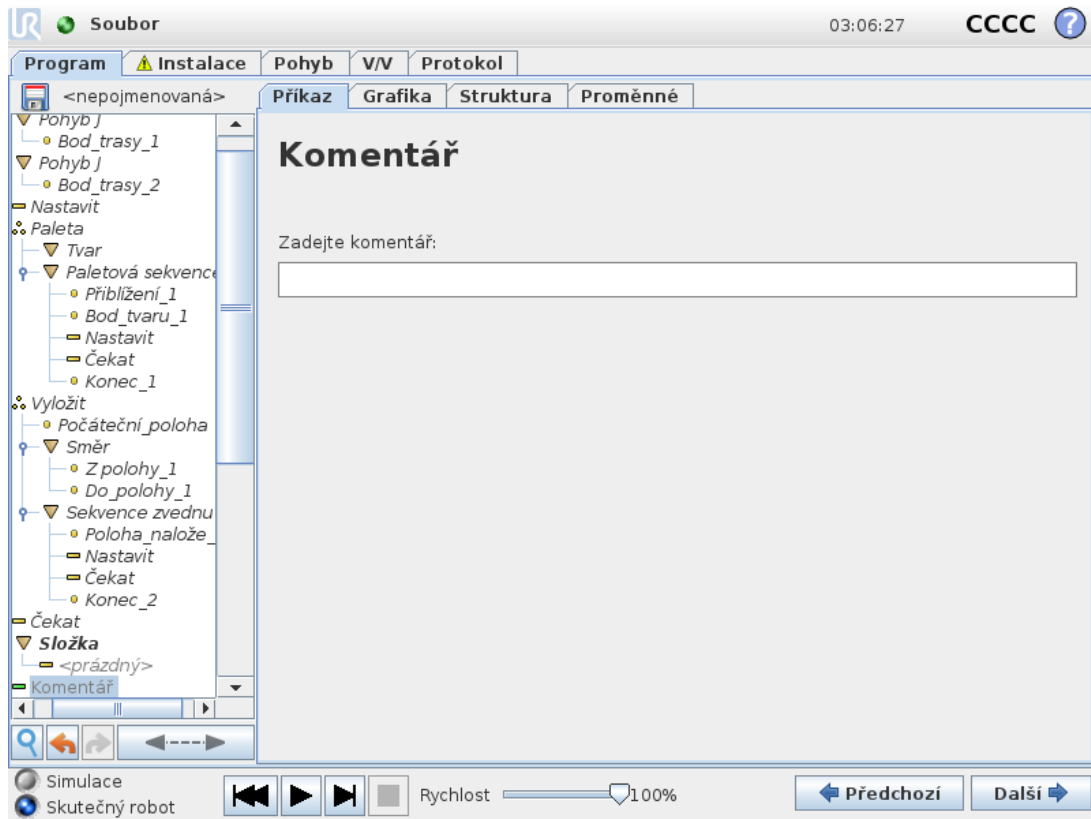 Soubor 03:06:27 CCCC ?
Program Instalace Pohyb V/V Protokol
<nepojmenovaná> Příkaz Grafika Struktura Proměnné
Pohyb J
Bod_trasy_1
Pohyb J
Bod_trasy_2
Nastavit
Paleta
Tvar
Paletová sekvence
Přiblížení_1
Bod_tvaru_1
Nastavit
Čekat
Konec_1
Vyložit
Počáteční_poloha
Směr
Z polohy_1
Do_polohy_1
Sekvence zvednu
Poloha_nalože_
Nastavit
Čekat
Konec_2
Čekat
Složka
<prázdný>
Komentář
Komentář
Zadejte komentář:
Simulace
Skutečný robot
Rychlost 100%
Předchozí Další